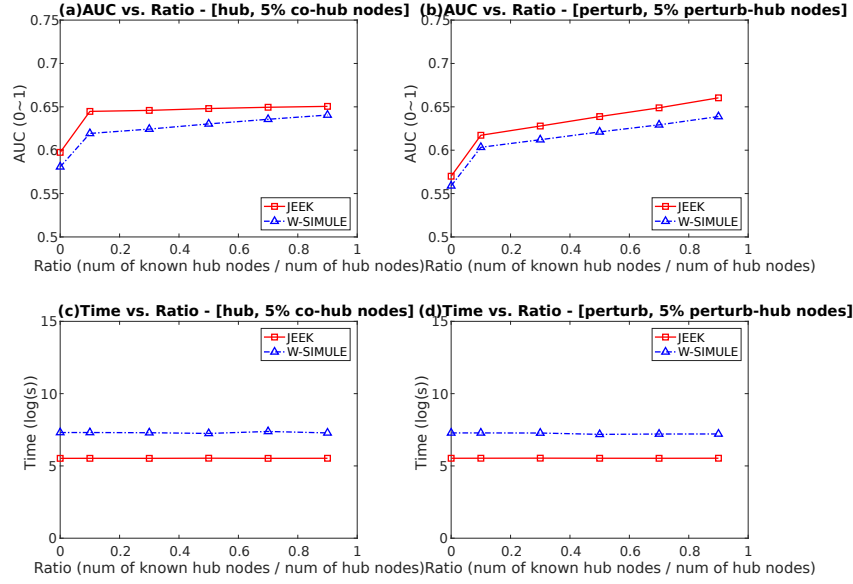 (a)AUC vs. Ratio - [hub, 5% co-hub nodes]
0.75
0.7
0.65
0.6
0.55
0.5
AUC (0~1)
JEEK
W-SIMULE
0 0.2 0.4 0.6 0.8 1
Ratio (num of known hub nodes / num of hub nodes)
(b)AUC vs. Ratio - [perturb, 5% perturb-hub nodes]
0.75
0.7
0.65
0.6
0.55
0.5
AUC (0~1)
JEEK
W-SIMULE
0 0.2 0.4 0.6 0.8 1
Ratio (num of known hub nodes / num of hub nodes)
(c)Time vs. Ratio - [hub, 5% co-hub nodes]
15
10
5
0
Time (log(s))
JEEK
W-SIMULE
0 0.2 0.4 0.6 0.8 1
Ratio (num of known hub nodes / num of hub nodes)
(d)Time vs. Ratio - [perturb, 5% perturb-hub nodes]
15
10
5
0
Time (log(s))
JEEK
W-SIMULE
0 0.2 0.4 0.6 0.8 1
Ratio (num of known hub nodes / num of hub nodes)